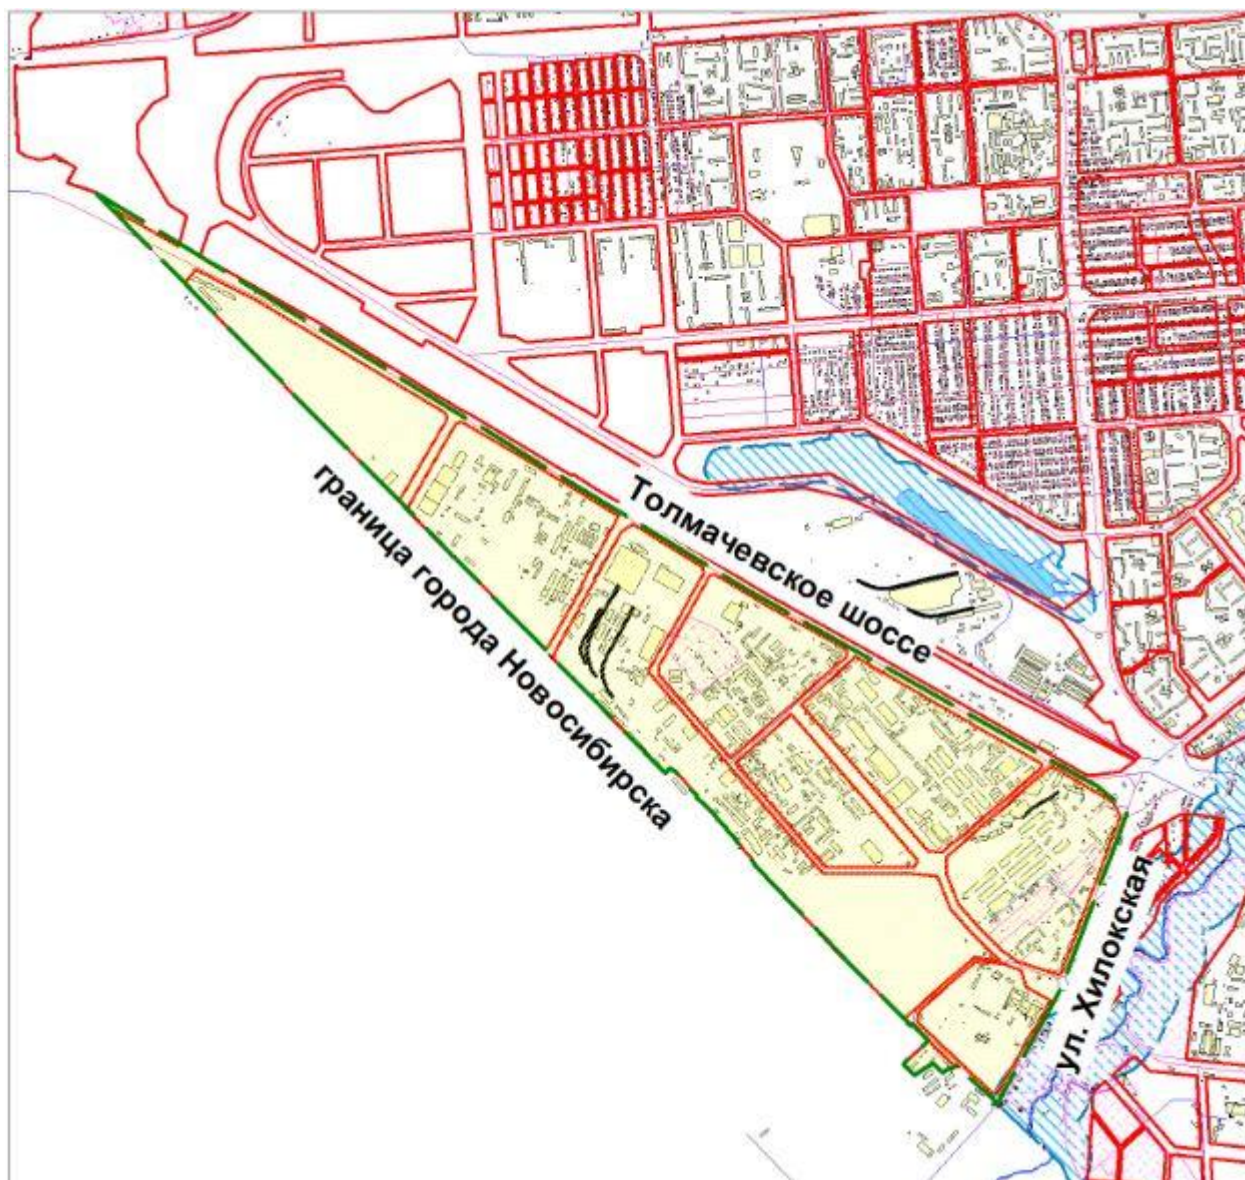 Толмачевское шоссе
граница города Новосибирска
ул. Хилокская